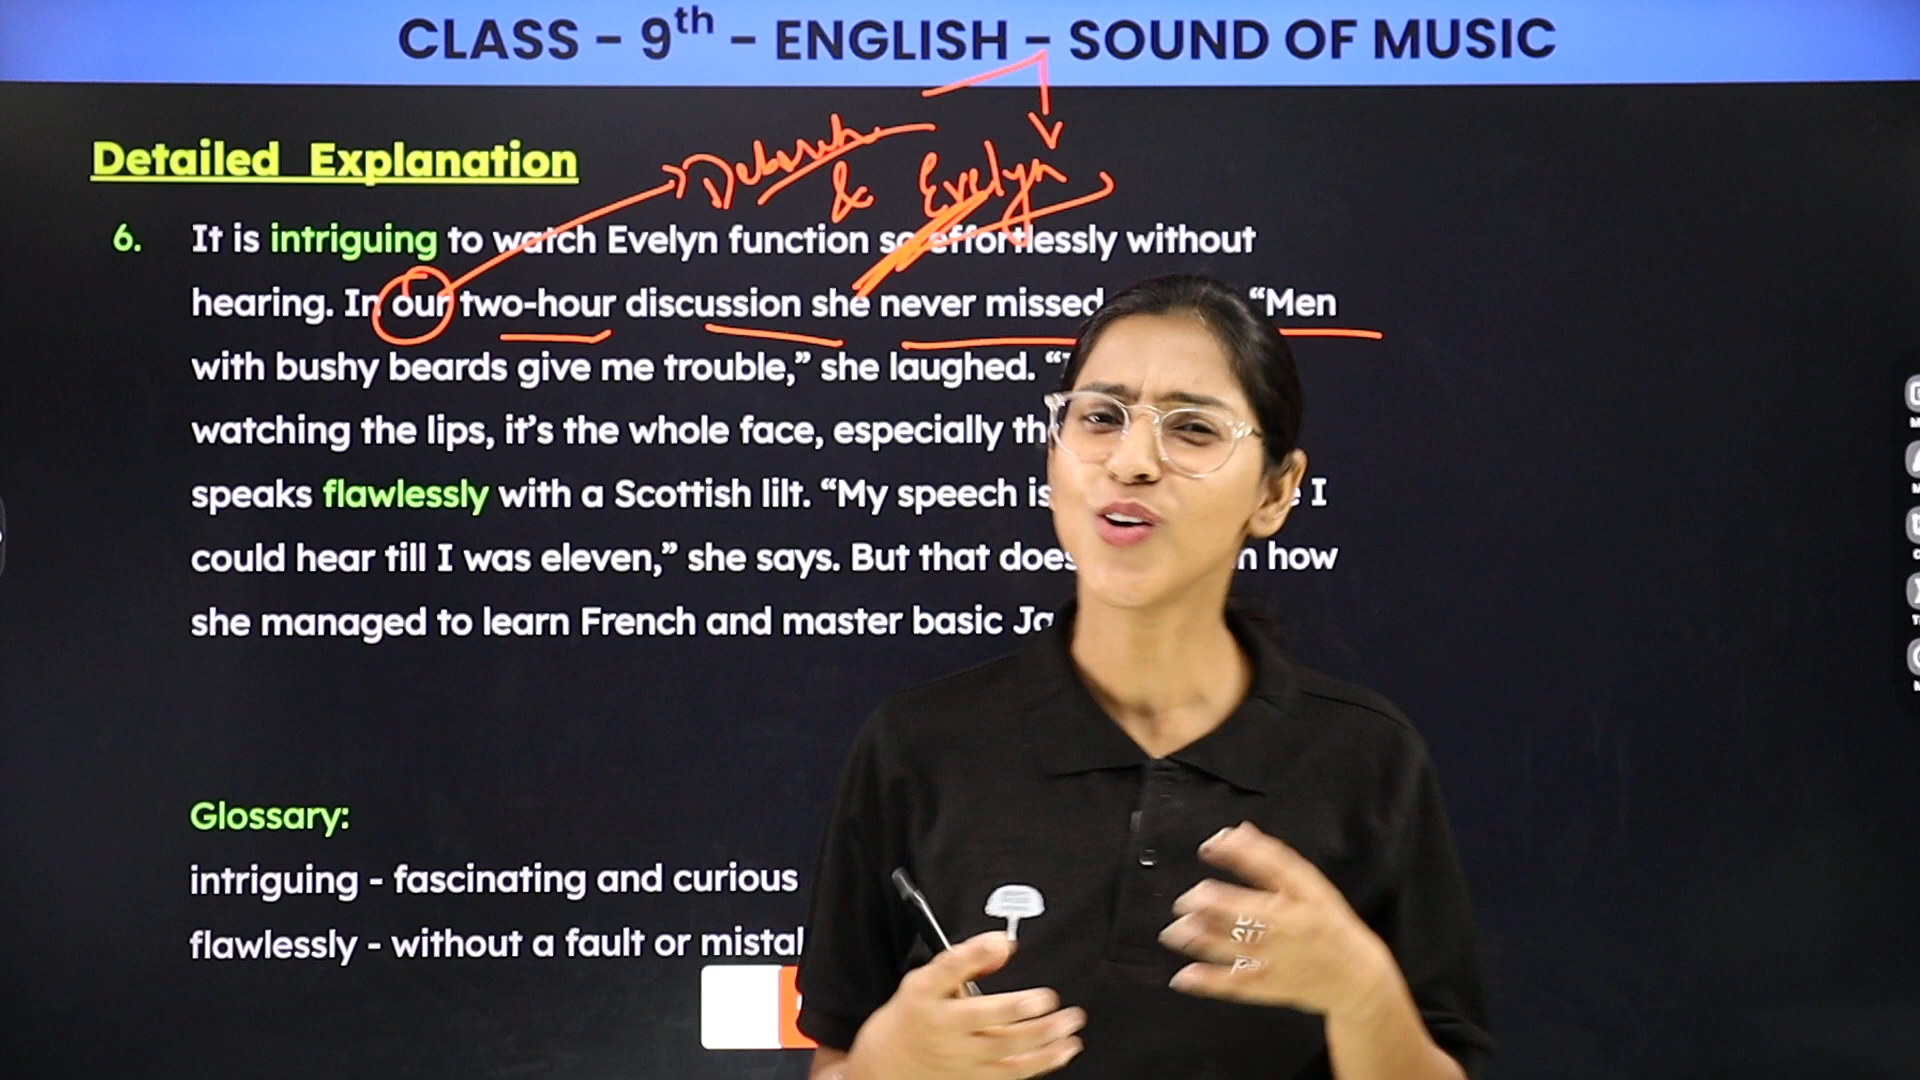 CLASS - 9th - ENGLISH - SOUND OF MUSIC
Detailed Explanation
Deborah
& Evelyn
6. It is intriguing to watch Evelyn function so effortlessly without
hearing. In our two-hour discussion she never missed “Men
with bushy beards give me trouble,” she laughed.
watching the lips, it’s the whole face, especially
speaks flawlessly with a Scottish lilt. “My speech is I
could hear till I was eleven,” she says. But that how
she managed to learn French and master basic
Glossary:
intriguing - fascinating and curious
flawlessly - without a fault or